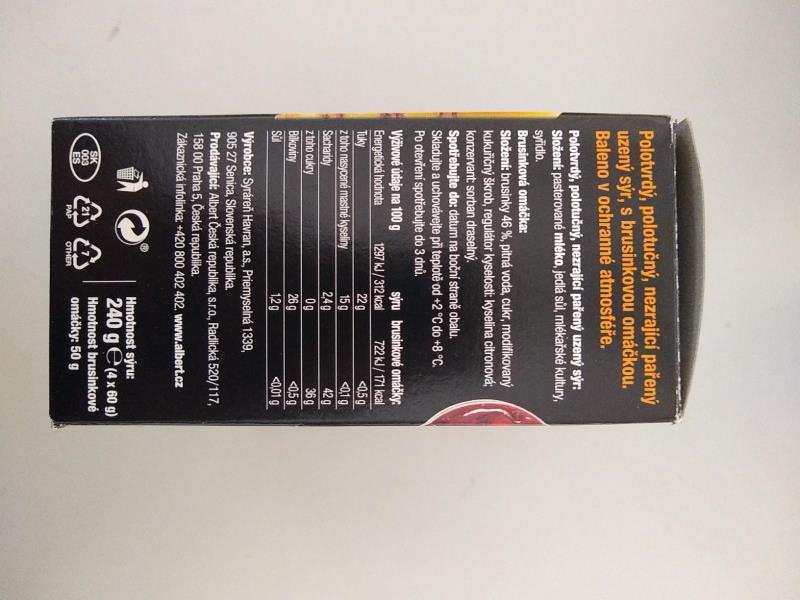 Polotvrdý, polotučný, nezrající pařený
uzený sýr, s brusinkovou omáčkou.
Baleno v ochranné atmosféře.
Polotvrdý, polotučný, nezrající pařený uzený sýr:
Složení: pasterované mléko, jedlá sůl, mlékařské kultury,
syřidlo.
Brusinková omáčka:
Složení: brusinky 46 %, pitná voda, cukr, modifikovaný
kukuřičný škrob, regulátor kyselosti: kyselina citronová;
konzervant: sorban draselný.
Spotřebujte do: datum na boční straně obalu.
Skladujte a uchovávejte při teplotě od +2 °C do +8 °C.
Po otevření spotřebujte do 3 dnů.
Výživové údaje na 100 g sýru brusinkové omáčky:
Energetická hodnota 1297 kJ / 312 kcal 722 kJ / 171 kcal
Tuky 22 g <0,5 g
z toho nasycené mastné kyseliny 15 g <0,1 g
Sacharidy 2,4 g 42 g
z toho cukry 0 g 36 g
Bílkoviny 26 g <0,5 g
Sůl 1,2 g <0,01 g
Výrobce: Syráreň Havran, a.s., Priemyselná 1339,
905 27 Senica, Slovenská republika.
Prodávající: Albert Česká republika, s.r.o., Radlická 520/117,
158 00 Praha 5, Česká republika.
Zákaznická infolinka: +420 800 402 402, www.albert.cz
SK
003
ES
21
PAP
7
OTHER
®
Hmotnost sýru:
240 g ℮ (4 x 60 g)
Hmotnost brusinkové
omáčky: 50 g